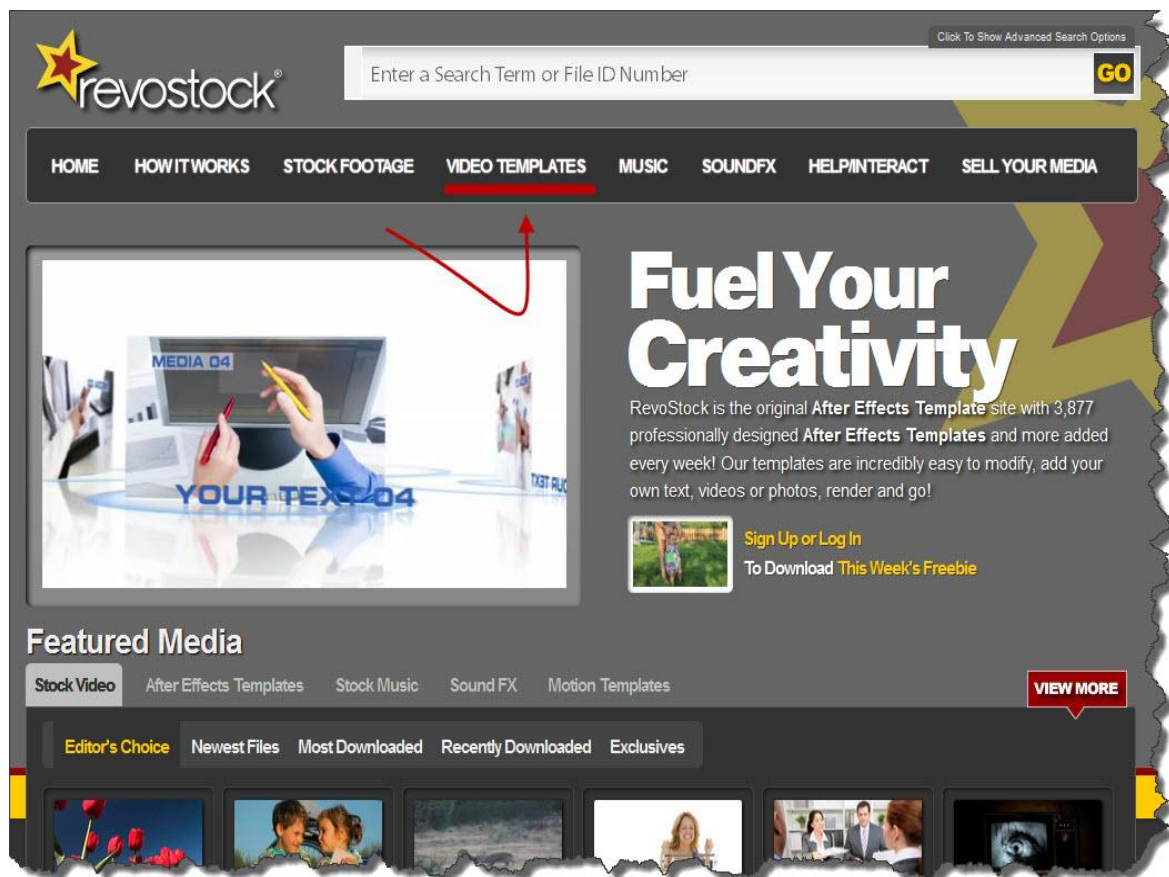 Click To Show Advanced Search Options
revostock®
Enter a Search Term or File ID Number
GO
HOME HOW IT WORKS STOCK FOOTAGE VIDEO TEMPLATES MUSIC SOUNDFX HELP/INTERACT SELL YOUR MEDIA
MEDIA 04
YOUR TEXT 04
Fuel Your
Creativity
RevoStock is the original After Effects Template site with 3,877
professionally designed After Effects Templates and more added
every week! Our templates are incredibly easy to modify, add your
own text, videos or photos, render and go!
Sign Up or Log In
To Download This Week's Freebie
Featured Media
Stock Video After Effects Templates Stock Music Sound FX Motion Templates
VIEW MORE
Editor's Choice Newest Files Most Downloaded Recently Downloaded Exclusives